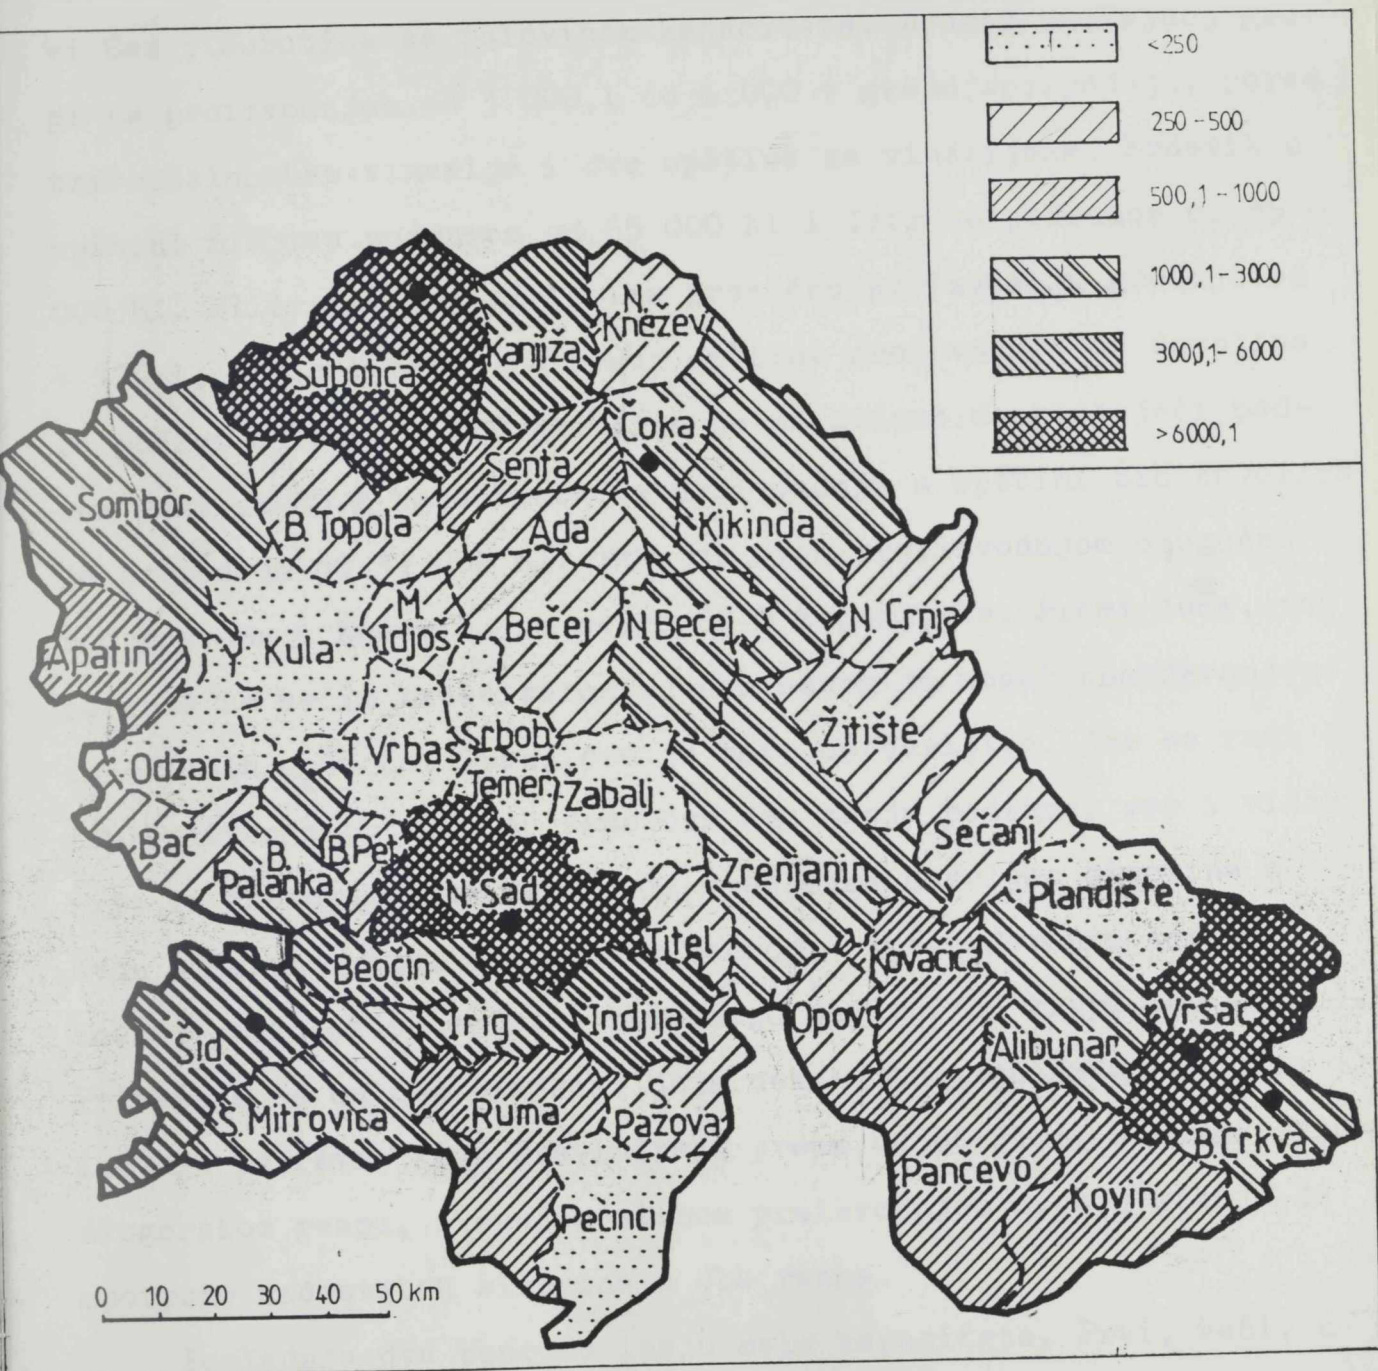 <250
250-500
500,1-1000
1000,1-3000
3000,1-6000
>6000,1
N.
Knežev
Kanjiža
Subotica
Čoka
Senta
Sombor
B. Topola
Ada
Kikinda
M.
Idjoš
Bečej
N.Bečej
N. Crnja
Apatin
Kula
Žitište
Srbob
Vrbas
Odžaci
Temer
Žabalj
Sečanj
Bač
B.
Palanka
B.Pet
Zrenjanin
N. Sad
Plandište
Titel
Beočin
Kovačica
Opovo
Vršac
Irig
Indjija
Šid
Alibunar
S. Mitrovica
Ruma
S.
Pazova
B.Crkva
Pančevo
Kovin
Pećinci
0 10 20 30 40 50 km